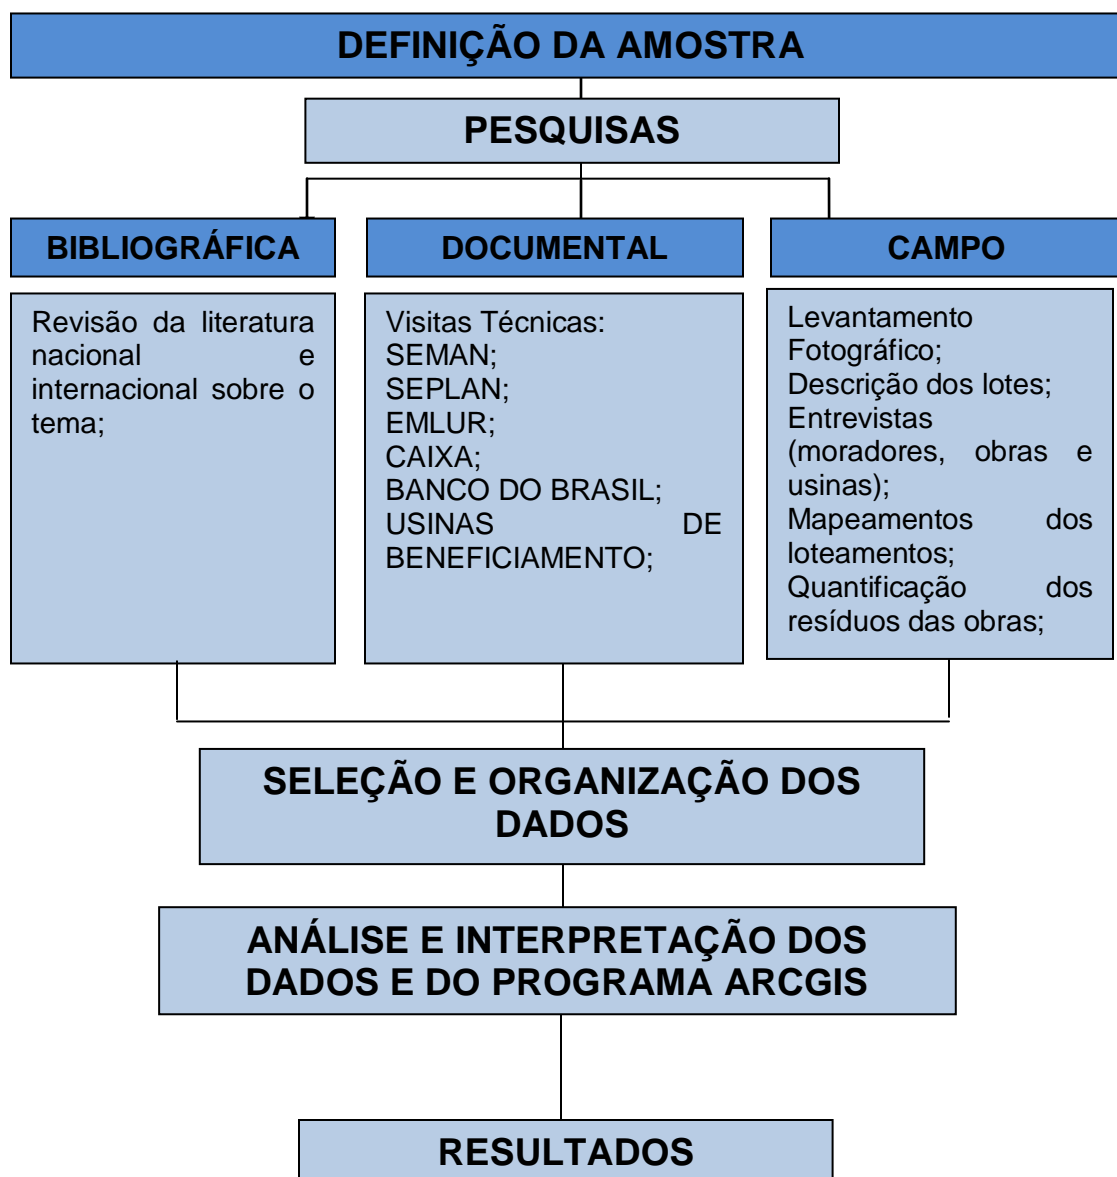 DEFINIÇÃO DA AMOSTRA
PESQUISAS
BIBLIOGRÁFICA
Revisão da literatura
nacional e
internacional sobre o
tema;
DOCUMENTAL
Visitas Técnicas:
SEMAN;
SEPLAN;
EMLUR;
CAIXA;
BANCO DO BRASIL;
USINAS DE
BENEFICIAMENTO;
CAMPO
Levantamento
Fotográfico;
Descrição dos lotes;
Entrevistas
(moradores, obras e
usinas);
Mapeamentos dos
loteamentos;
Quantificação dos
resíduos das obras;
SELEÇÃO E ORGANIZAÇÃO DOS
DADOS
ANÁLISE E INTERPRETAÇÃO DOS
DADOS E DO PROGRAMA ARCGIS
RESULTADOS